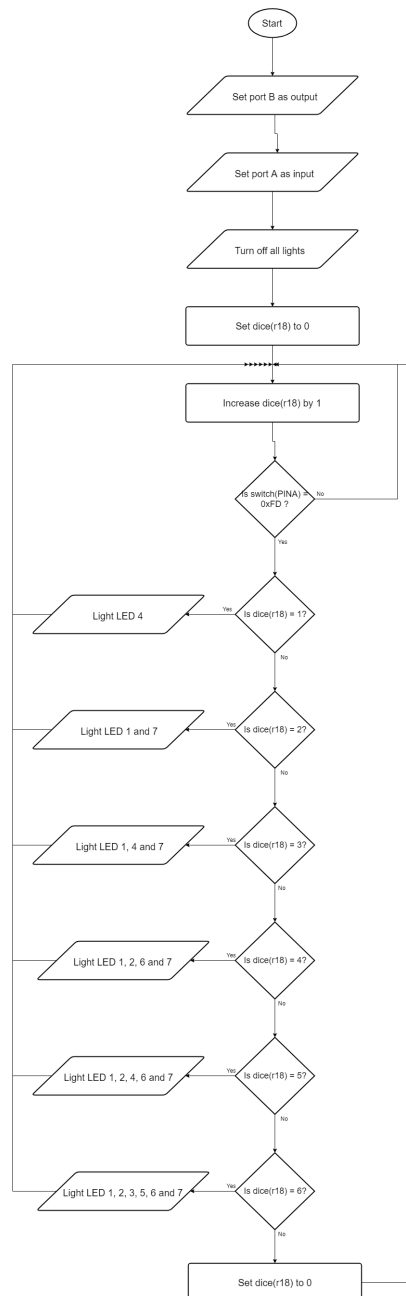 Start
Set port B as output
Set port A as input
Turn off all lights
Set dice(r18) to 0
Increase dice(r18) by 1
Is switch(PINA) =
0xFD ?
No
Yes
Light LED 4
Yes
Is dice(r18) = 1?
No
Light LED 1 and 7
Yes
Is dice(r18) = 2?
No
Light LED 1, 4 and 7
Yes
Is dice(r18) = 3?
No
Light LED 1, 2, 6 and 7
Yes
Is dice(r18) = 4?
No
Light LED 1, 2, 4, 6 and 7
Yes
Is dice(r18) = 5?
No
Light LED 1, 2, 3, 5, 6 and 7
Yes
Is dice(r18) = 6?
No
Set dice(r18) to 0